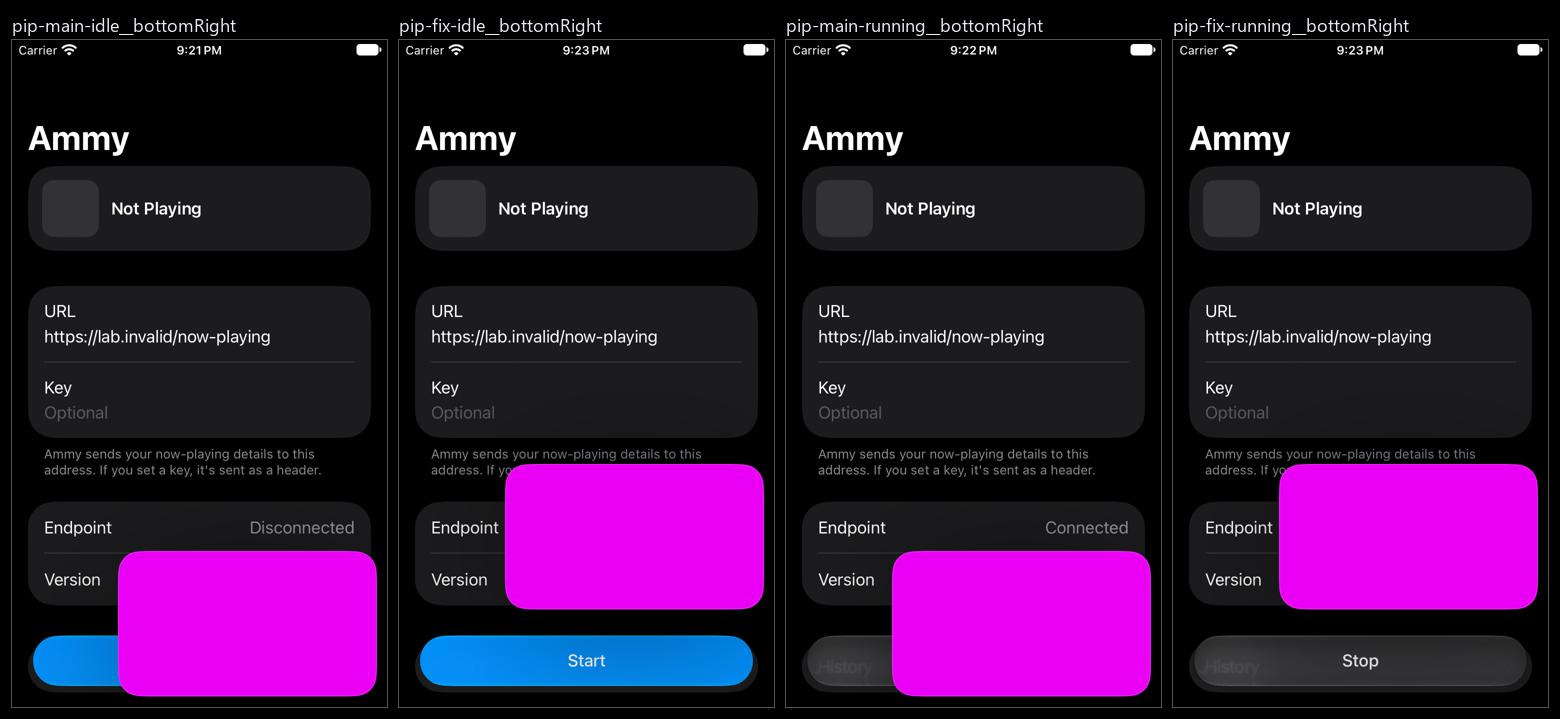 pip-main-idle__bottomRight
Carrier 9:21 PM
Ammy
Not Playing
URL
https://lab.invalid/now-playing
Key
Optional
Ammy sends your now-playing details to this
address. If you set a key, it's sent as a header.
Endpoint Disconnected
Version
pip-fix-idle__bottomRight
Carrier 9:23 PM
Ammy
Not Playing
URL
https://lab.invalid/now-playing
Key
Optional
Ammy sends your now-playing details to this
address. If
Endpoint
Version
Start
pip-main-running__bottomRight
Carrier 9:22 PM
Ammy
Not Playing
URL
https://lab.invalid/now-playing
Key
Optional
Ammy sends your now-playing details to this
address. If you set a key, it's sent as a header.
Endpoint Connected
Version
History
pip-fix-running__bottomRight
Carrier 9:23 PM
Ammy
Not Playing
URL
https://lab.invalid/now-playing
Key
Optional
Ammy sends your now-playing details to this
address. If
Endpoint
Version
History
Stop